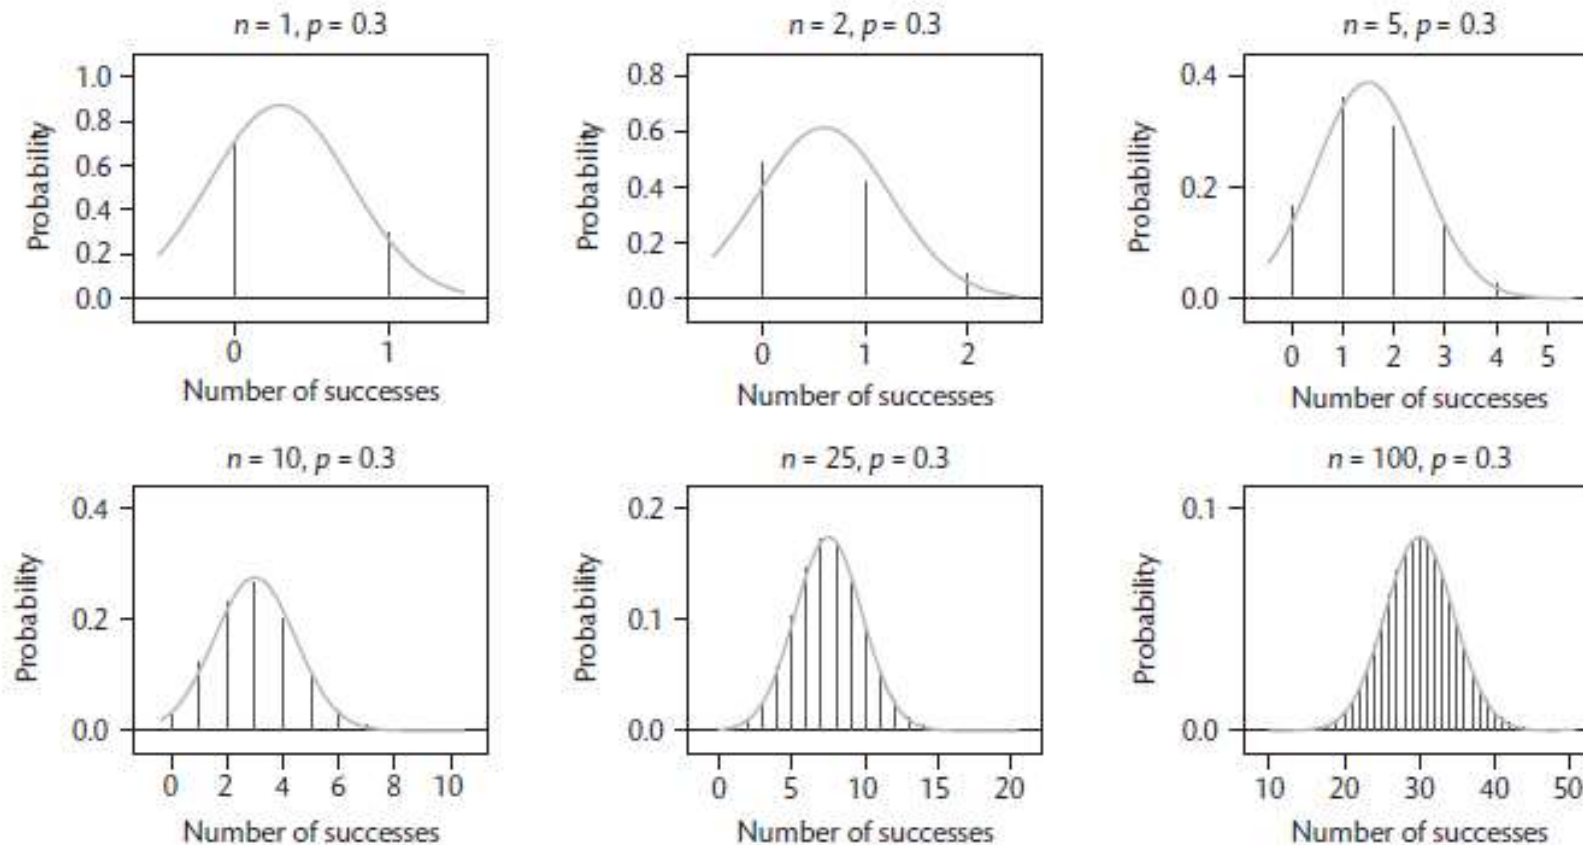 n = 1, p = 0.3
1.0
0.8
0.6
0.4
0.2
0.0
Probability
0 1
Number of successes
n = 2, p = 0.3
0.8
0.6
0.4
0.2
0.0
Probability
0 1 2
Number of successes
n = 5, p = 0.3
0.4
0.2
0.0
Probability
0 1 2 3 4 5
Number of successes
n = 10, p = 0.3
0.4
0.2
0.0
Probability
0 2 4 6 8 10
Number of successes
n = 25, p = 0.3
0.2
0.1
0.0
Probability
0 5 10 15 20
Number of successes
n = 100, p = 0.3
0.1
0.0
Probability
10 20 30 40 50
Number of successes